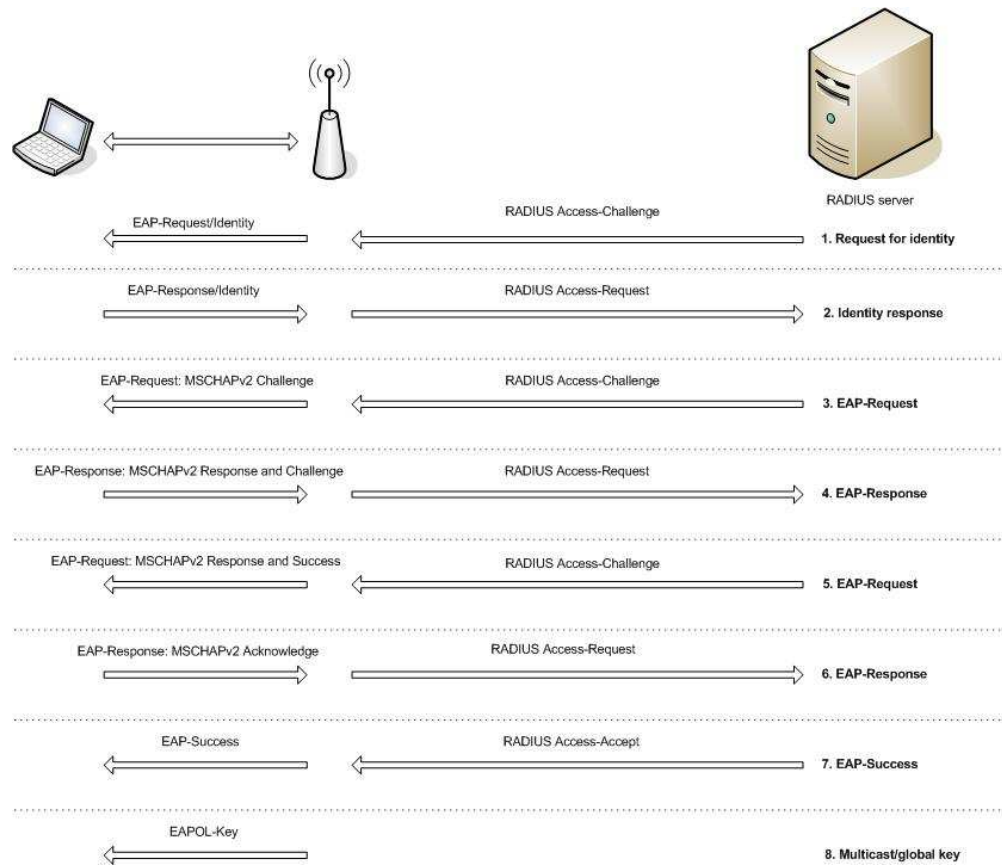 RADIUS server
EAP-Request/Identity
RADIUS Access-Challenge
1. Request for identity
EAP-Response/Identity
RADIUS Access-Request
2. Identity response
EAP-Request: MSCHAPv2 Challenge
RADIUS Access-Challenge
3. EAP-Request
EAP-Response: MSCHAPv2 Response and Challenge
RADIUS Access-Request
4. EAP-Response
EAP-Request: MSCHAPv2 Response and Success
RADIUS Access-Challenge
5. EAP-Request
EAP-Response: MSCHAPv2 Acknowledge
RADIUS Access-Request
6. EAP-Response
EAP-Success
RADIUS Access-Accept
7. EAP-Success
EAPOL-Key
8. Multicast/global key